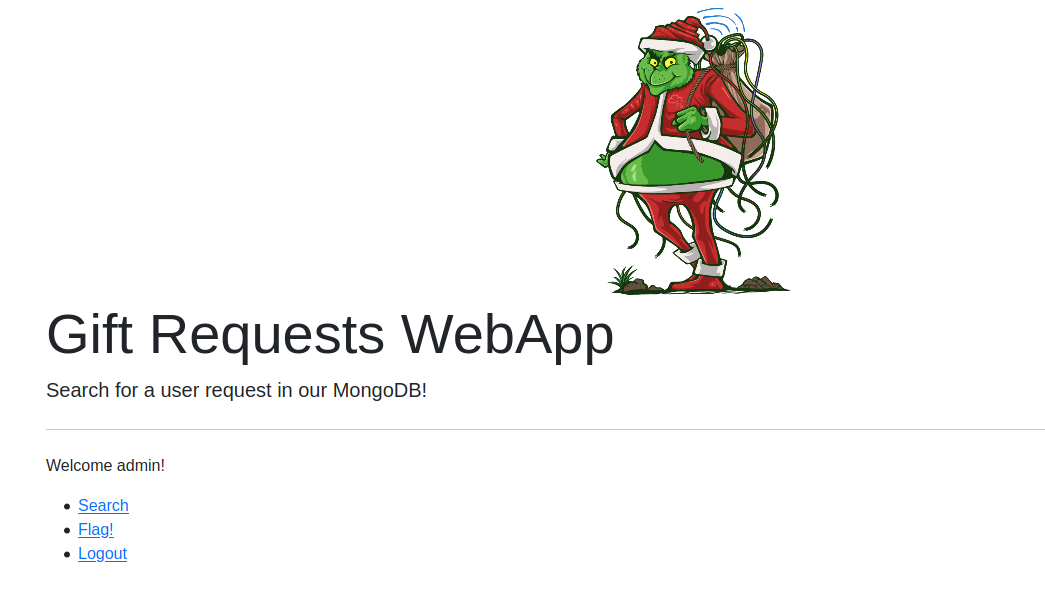 Gift Requests WebApp
Search for a user request in our MongoDB!
Welcome admin!
Search
Flag!
Logout